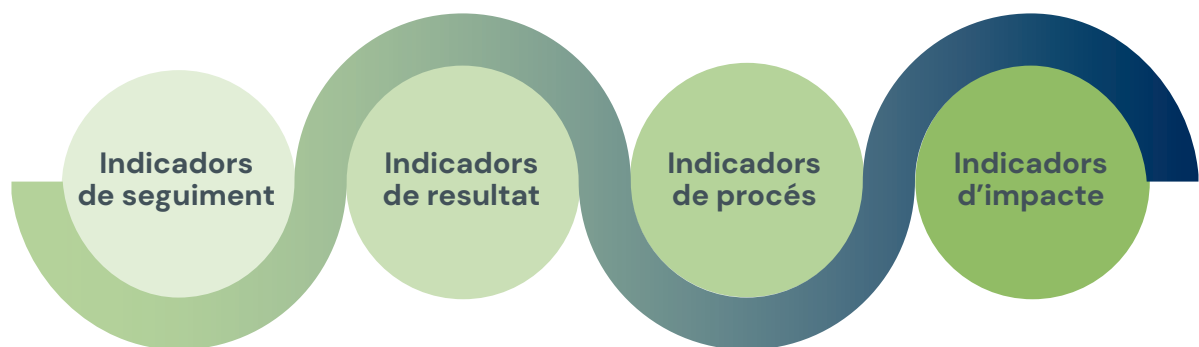 Indicadors
de seguiment
Indicadors
de resultat
Indicadors
de procés
Indicadors
d’impacte